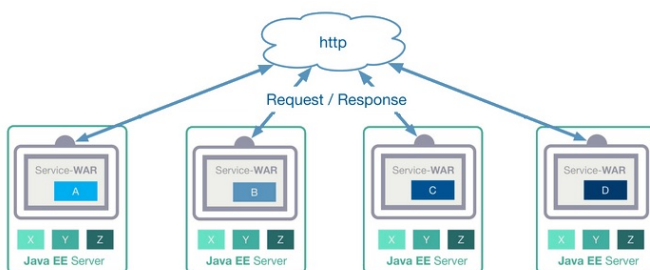 http
Request / Response
Service-WAR
A
X Y Z
Java EE Server
Service-WAR
B
X Y Z
Java EE Server
Service-WAR
C
X Y Z
Java EE Server
Service-WAR
D
X Y Z
Java EE Server